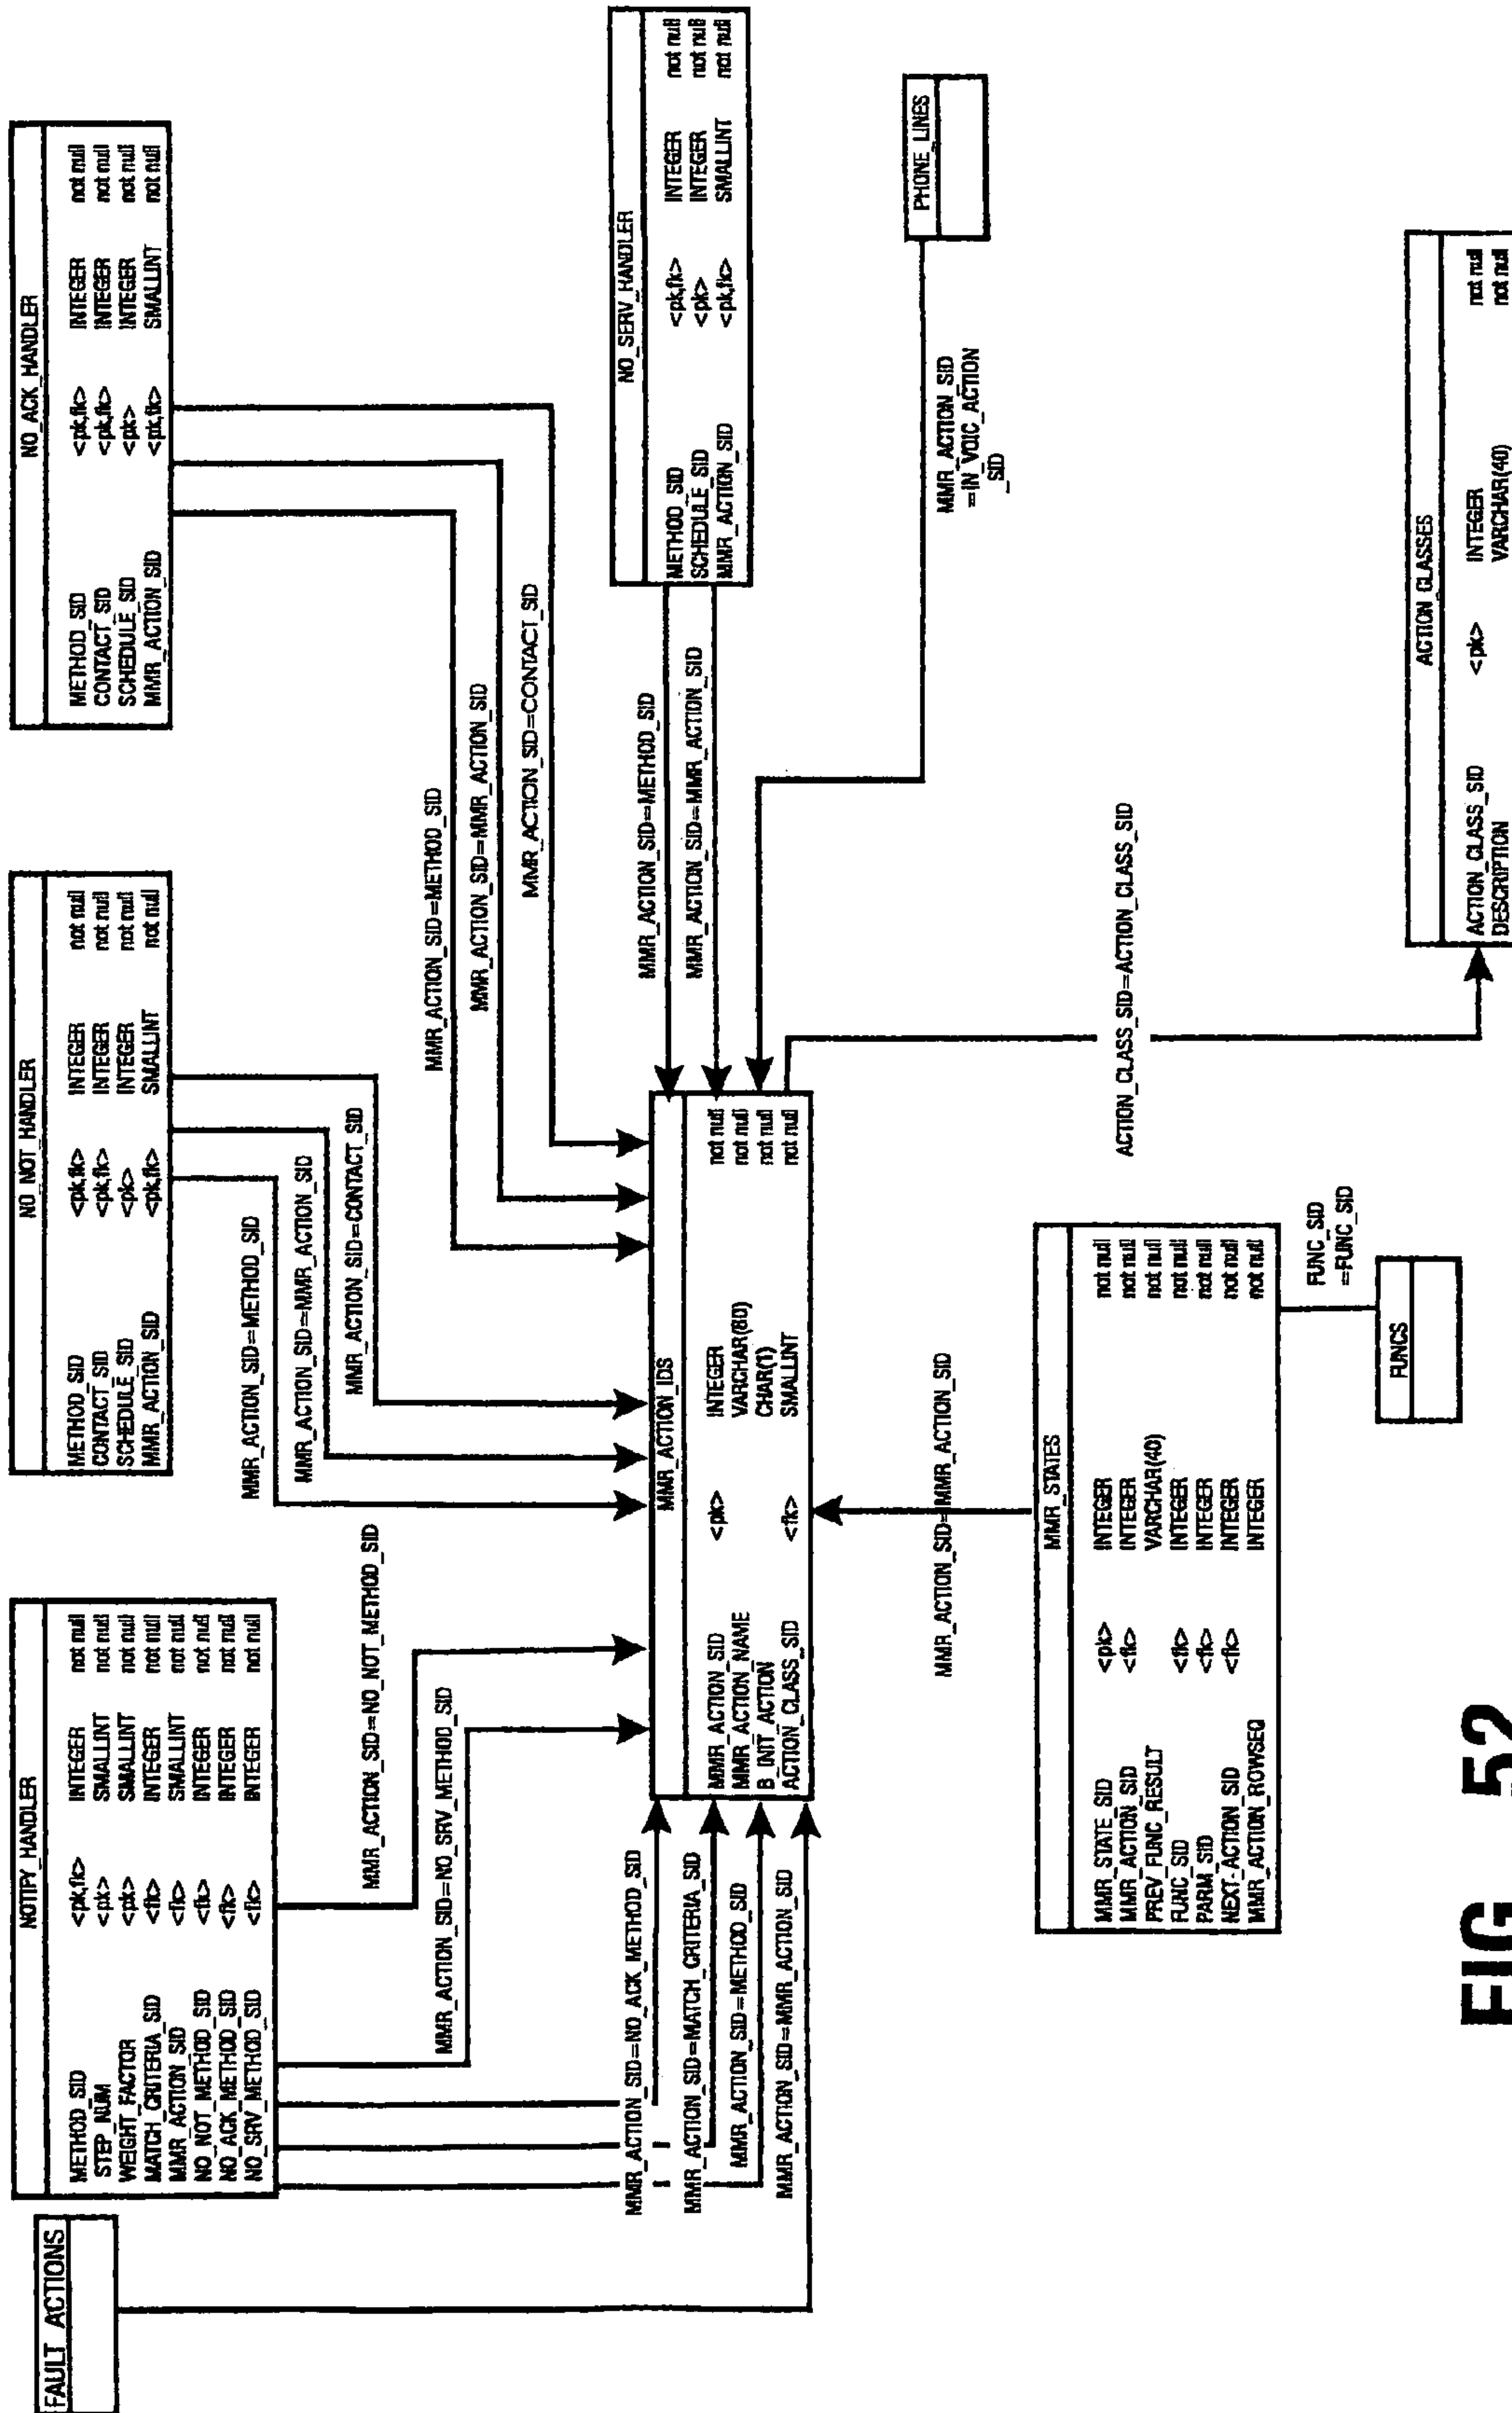 FAULT_ACTIONS
NOTIFY_HANDLER
METHOD_SID <pk,fk> INTEGER not null
STEP_NUM <pk> SMALLINT not null
WEIGHT_FACTOR <pk> SMALLINT not null
MATCH_CRITERIA_SID <fk> INTEGER not null
MMR_ACTION_SID <fk> SMALLINT not null
NO_NOT_METHOD_SID <fk> INTEGER not null
NO_ACK_METHOD_SID <fk> INTEGER not null
NO_SRV_METHOD_SID <fk> INTEGER not null
NO_NOT_HANDLER
METHOD_SID <pk,fk> INTEGER not null
CONTACT_SID <pk,fk> INTEGER not null
SCHEDULE_SID <pk> INTEGER not null
MMR_ACTION_SID <pk,fk> SMALLINT not null
NO_ACK_HANDLER
METHOD_SID <pk,fk> INTEGER not null
CONTACT_SID <pk,fk> INTEGER not null
SCHEDULE_SID <pk> INTEGER not null
MMR_ACTION_SID <pk,fk> SMALLINT not null
MMR_ACTION_SID=METHOD_SID
MMR_ACTION_SID=MMR_ACTION_SID
MMR_ACTION_SID=CONTACT_SID
MMR_ACTION_SID=NO_NOT_METHOD_SID
MMR_ACTION_SID=NO_SRV_METHOD_SID
MMR_ACTION_SID=METHOD_SID
MMR_ACTION_SID=MMR_ACTION_SID
MMR_ACTION_SID=CONTACT_SID
MMR_ACTION_SID=NO_ACK_METHOD_SID
MMR_ACTION_SID=MATCH_CRITERIA_SID
MMR_ACTION_SID=METHOD_SID
MMR_ACTION_SID=MMR_ACTION_SID
MMR_ACTION_IDS
MMR_ACTION_SID <pk> INTEGER not null
MMR_ACTION_NAME VARCHAR(80) not null
B_INIT_ACTION CHAR(1) not null
ACTION_CLASS_SID <fk> SMALLINT not null
MMR_ACTION_SID=METHOD_SID
MMR_ACTION_SID=MMR_ACTION_SID
NO_SERV_HANDLER
METHOD_SID <pk,fk> INTEGER not null
SCHEDULE_SID <pk> INTEGER not null
MMR_ACTION_SID <pk,fk> SMALLINT not null
PHONE_LINES
MMR_ACTION_SID
=IN_VOIC_ACTION
_SID
MMR_ACTION_SID=MMR_ACTION_SID
ACTION_CLASS_SID=ACTION_CLASS_SID
MMR_STATES
MMR_STATE_SID <pk> INTEGER not null
MMR_ACTION_SID <fk> INTEGER not null
PREV_FUNC_RESULT VARCHAR(40) not null
FUNC_SID <fk> INTEGER not null
PARM_SID <fk> INTEGER not null
NEXT_ACTION_SID <fk> INTEGER not null
MMR_ACTION_ROWSEQ INTEGER not null
FUNC_SID
=FUNC_SID
FUNCS
ACTION_CLASSES
ACTION_CLASS_SID <pk> INTEGER not null
DESCRIPTION VARCHAR(40) not null
FIG_52